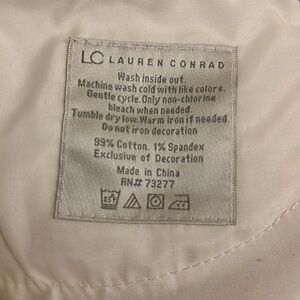 LC LAUREN CONRAD
Wash inside out.
Machine wash cold with like colors.
Gentle cycle. Only non-chlorine
bleach when needed.
Tumble dry low. Warm iron if needed.
Do not iron decoration
99% Cotton. 1% Spandex
Exclusive of Decoration
Made in China
RN# 73277